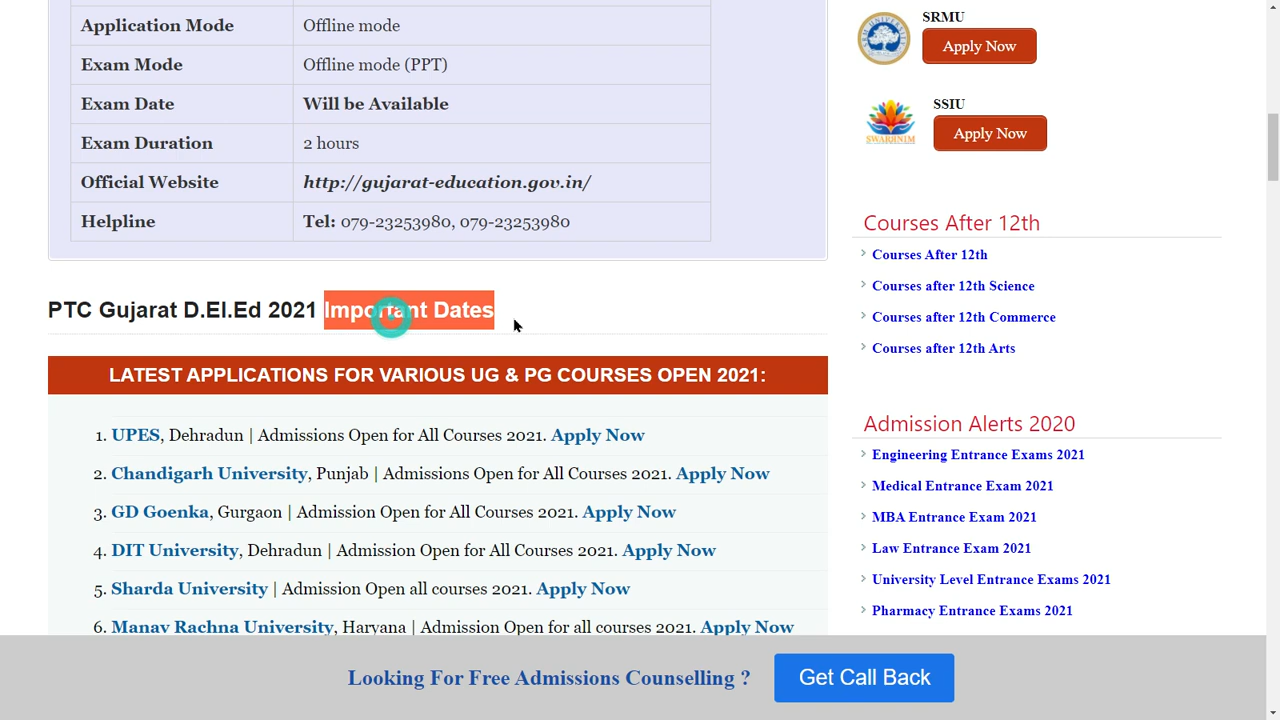 Application Mode Offline mode
Exam Mode Offline mode (PPT)
Exam Date Will be Available
Exam Duration 2 hours
Official Website http://gujarat-education.gov.in/
Helpline Tel: 079-23253980, 079-23253980
PTC Gujarat D.El.Ed 2021 Important Dates
LATEST APPLICATIONS FOR VARIOUS UG & PG COURSES OPEN 2021:
1. UPES, Dehradun | Admissions Open for All Courses 2021. Apply Now
2. Chandigarh University, Punjab | Admissions Open for All Courses 2021. Apply Now
3. GD Goenka, Gurgaon | Admission Open for All Courses 2021. Apply Now
4. DIT University, Dehradun | Admission Open for All Courses 2021. Apply Now
5. Sharda University | Admission Open all courses 2021. Apply Now
6. Manav Rachna University, Haryana | Admission Open for all courses 2021. Apply Now
SRMU
Apply Now
SSIU
SWARRNIM
Apply Now
Courses After 12th
Courses After 12th
Courses after 12th Science
Courses after 12th Commerce
Courses after 12th Arts
Admission Alerts 2020
Engineering Entrance Exams 2021
Medical Entrance Exam 2021
MBA Entrance Exam 2021
Law Entrance Exam 2021
University Level Entrance Exams 2021
Pharmacy Entrance Exams 2021
Looking For Free Admissions Counselling ?
Get Call Back